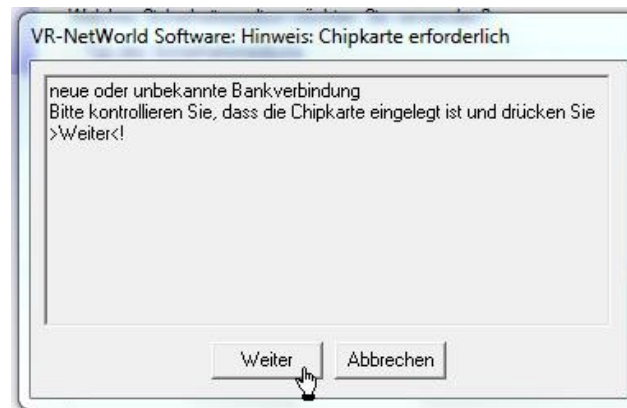 VR-NetWorld Software: Hinweis: Chipkarte erforderlich
neue oder unbekannte Bankverbindung
Bitte kontrollieren Sie, dass die Chipkarte eingelegt ist und drücken Sie
>Weiter<!
Weiter
Abbrechen